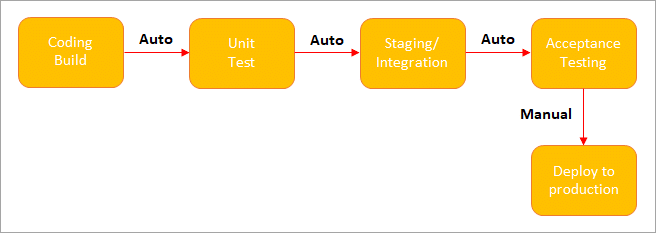 Coding
Build
Auto
Unit
Test
Auto
Staging/
Integration
Auto
Acceptance
Testing
Manual
Deploy to
production